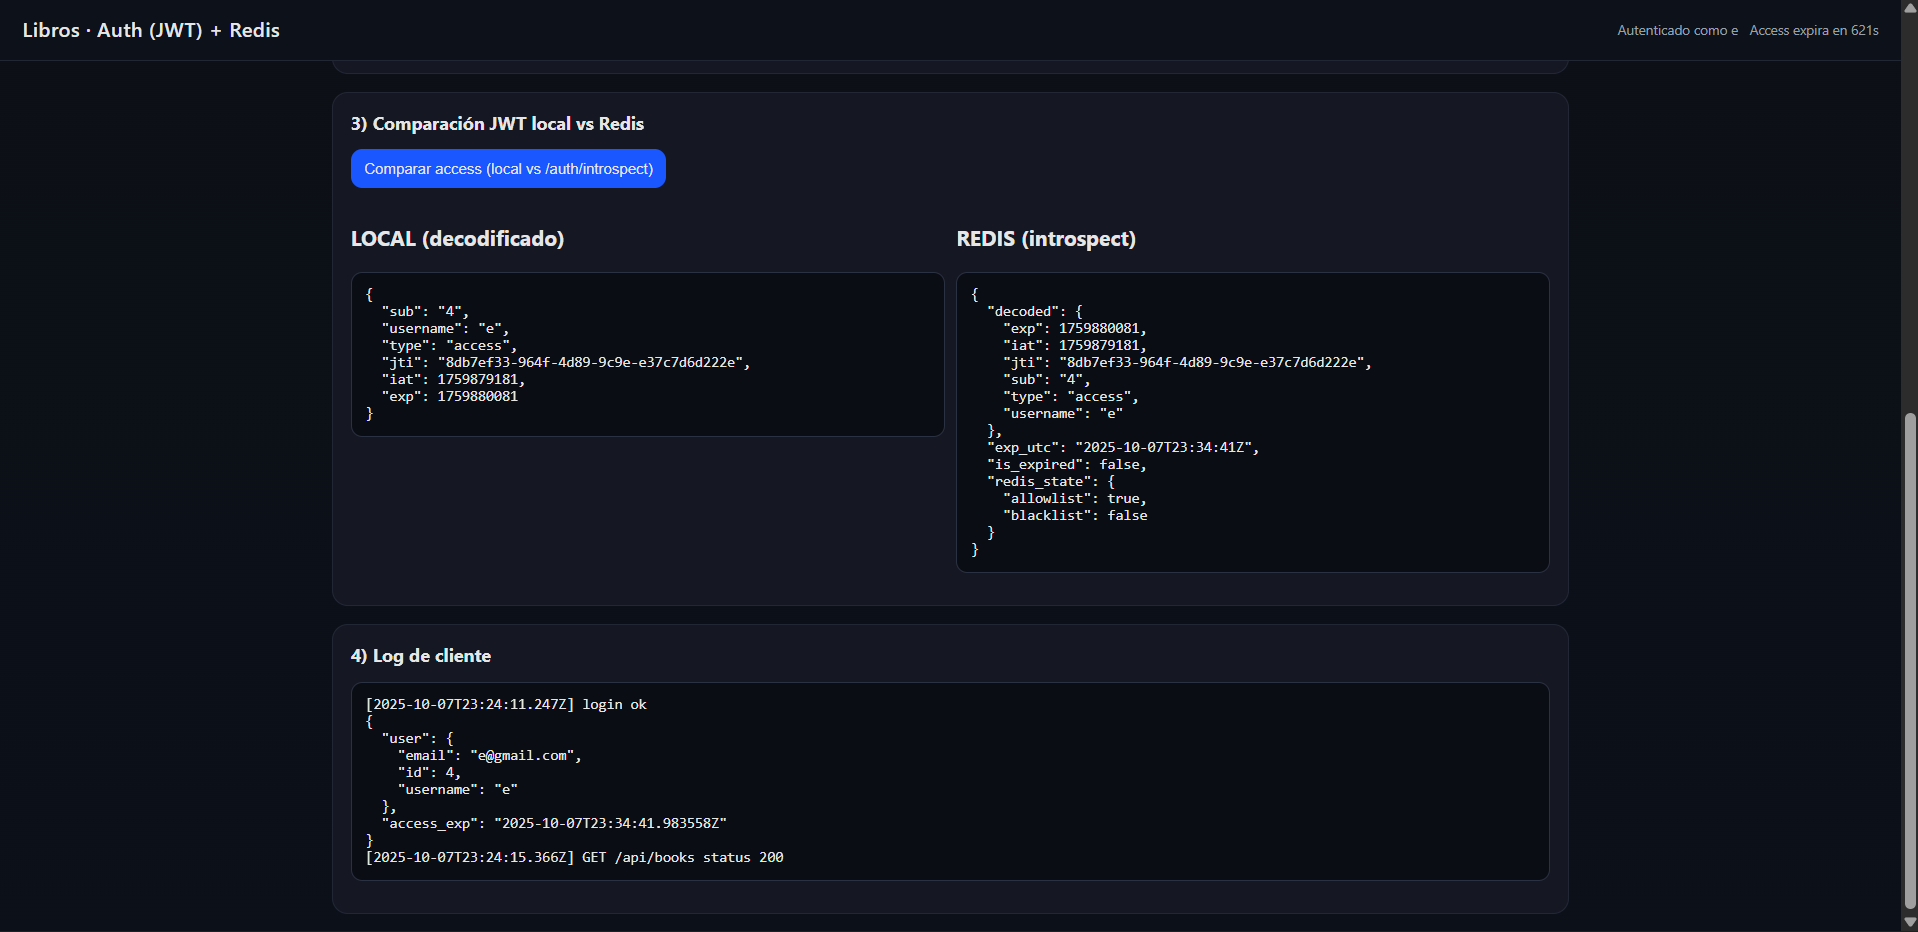 Libros · Auth (JWT) + Redis
Autenticado como e Access expira en 621s
3) Comparación JWT local vs Redis
Comparar access (local vs /auth/introspect)
LOCAL (decodificado)
{
  "sub": "4",
  "username": "e",
  "type": "access",
  "jti": "8db7ef33-964f-4d89-9c9e-e37c7d6d222e",
  "iat": 1759879181,
  "exp": 1759880081
}
REDIS (introspect)
{
  "decoded": {
    "exp": 1759880081,
    "iat": 1759879181,
    "jti": "8db7ef33-964f-4d89-9c9e-e37c7d6d222e",
    "sub": "4",
    "type": "access",
    "username": "e"
  },
  "exp_utc": "2025-10-07T23:34:41Z",
  "is_expired": false,
  "redis_state": {
    "allowlist": true,
    "blacklist": false
  }
}
4) Log de cliente
[2025-10-07T23:24:11.247Z] login ok
{
  "user": {
    "email": "e@gmail.com",
    "id": 4,
    "username": "e"
  },
  "access_exp": "2025-10-07T23:34:41.983558Z"
}
[2025-10-07T23:24:15.366Z] GET /api/books status 200